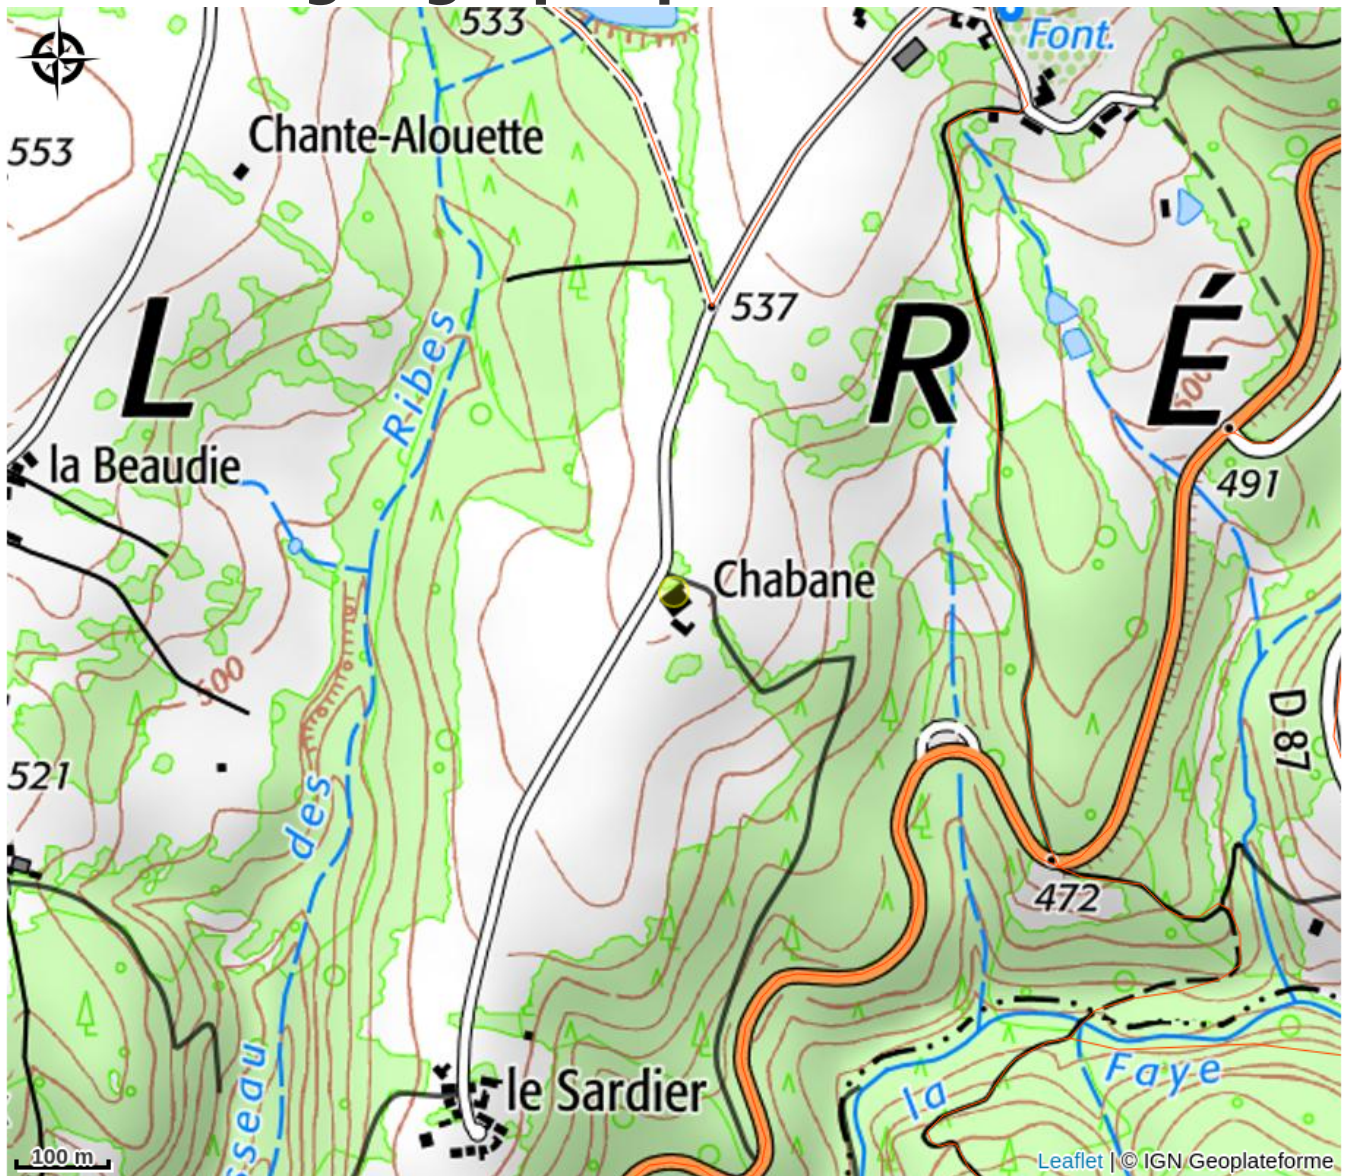 533
Font.
Chante-Alouette
553
537
L
R
É
Ribes
500
la Beaudie
491
Chabane
500
D 87
521
des
472
le Sardier
la
Faye
100 m
Leaflet | © IGN Geoplateforme